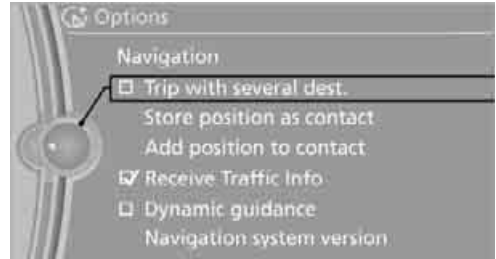 Options
Navigation
Trip with several dest.
Store position as contact
Add position to contact
Receive Traffic Info
Dynamic guidance
Navigation system version